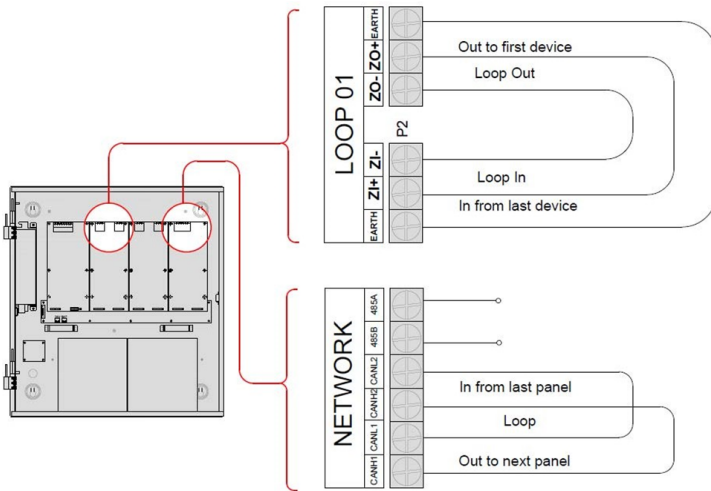 LOOP 01
EARTH
ZO+
ZO-
ZI-
ZI+
EARTH
P2
Out to first device
Loop Out
Loop In
In from last device
NETWORK
485A
485B
CANL2
CANH2
CANL1
CANH1
In from last panel
Loop
Out to next panel